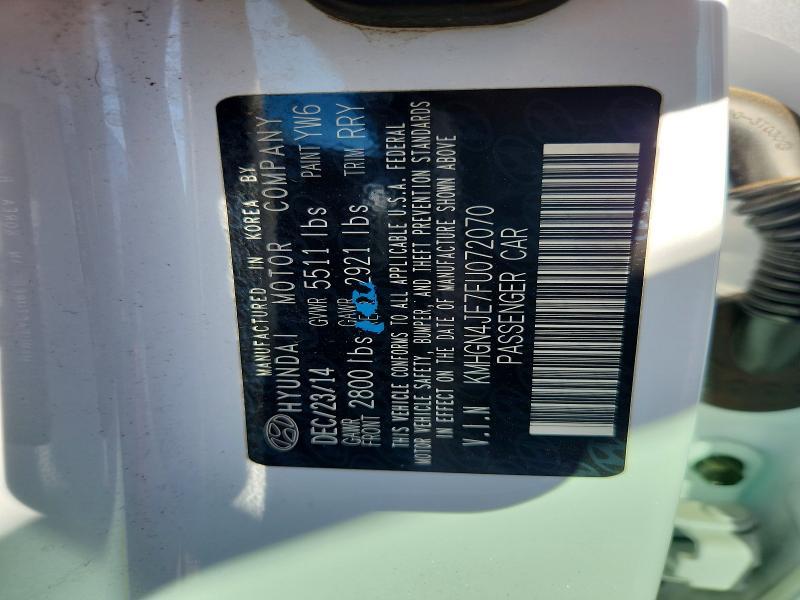 MANUFACTURED IN KOREA BY
HYUNDAI MOTOR COMPANY
DEC/23/14 GVWR 5511 lbs PAINT YW6
GAWR FRONT 2800 lbs GAWR 2921 lbs TRIM RRY
THIS VEHICLE CONFORMS TO ALL APPLICABLE U.S.A. FEDERAL
MOTOR VEHICLE SAFETY, BUMPER, AND THEFT PREVENTION STANDARDS
IN EFFECT ON THE DATE OF MANUFACTURE SHOWN ABOVE
V.I.N KMHGN4JE7FU072070
PASSENGER CAR